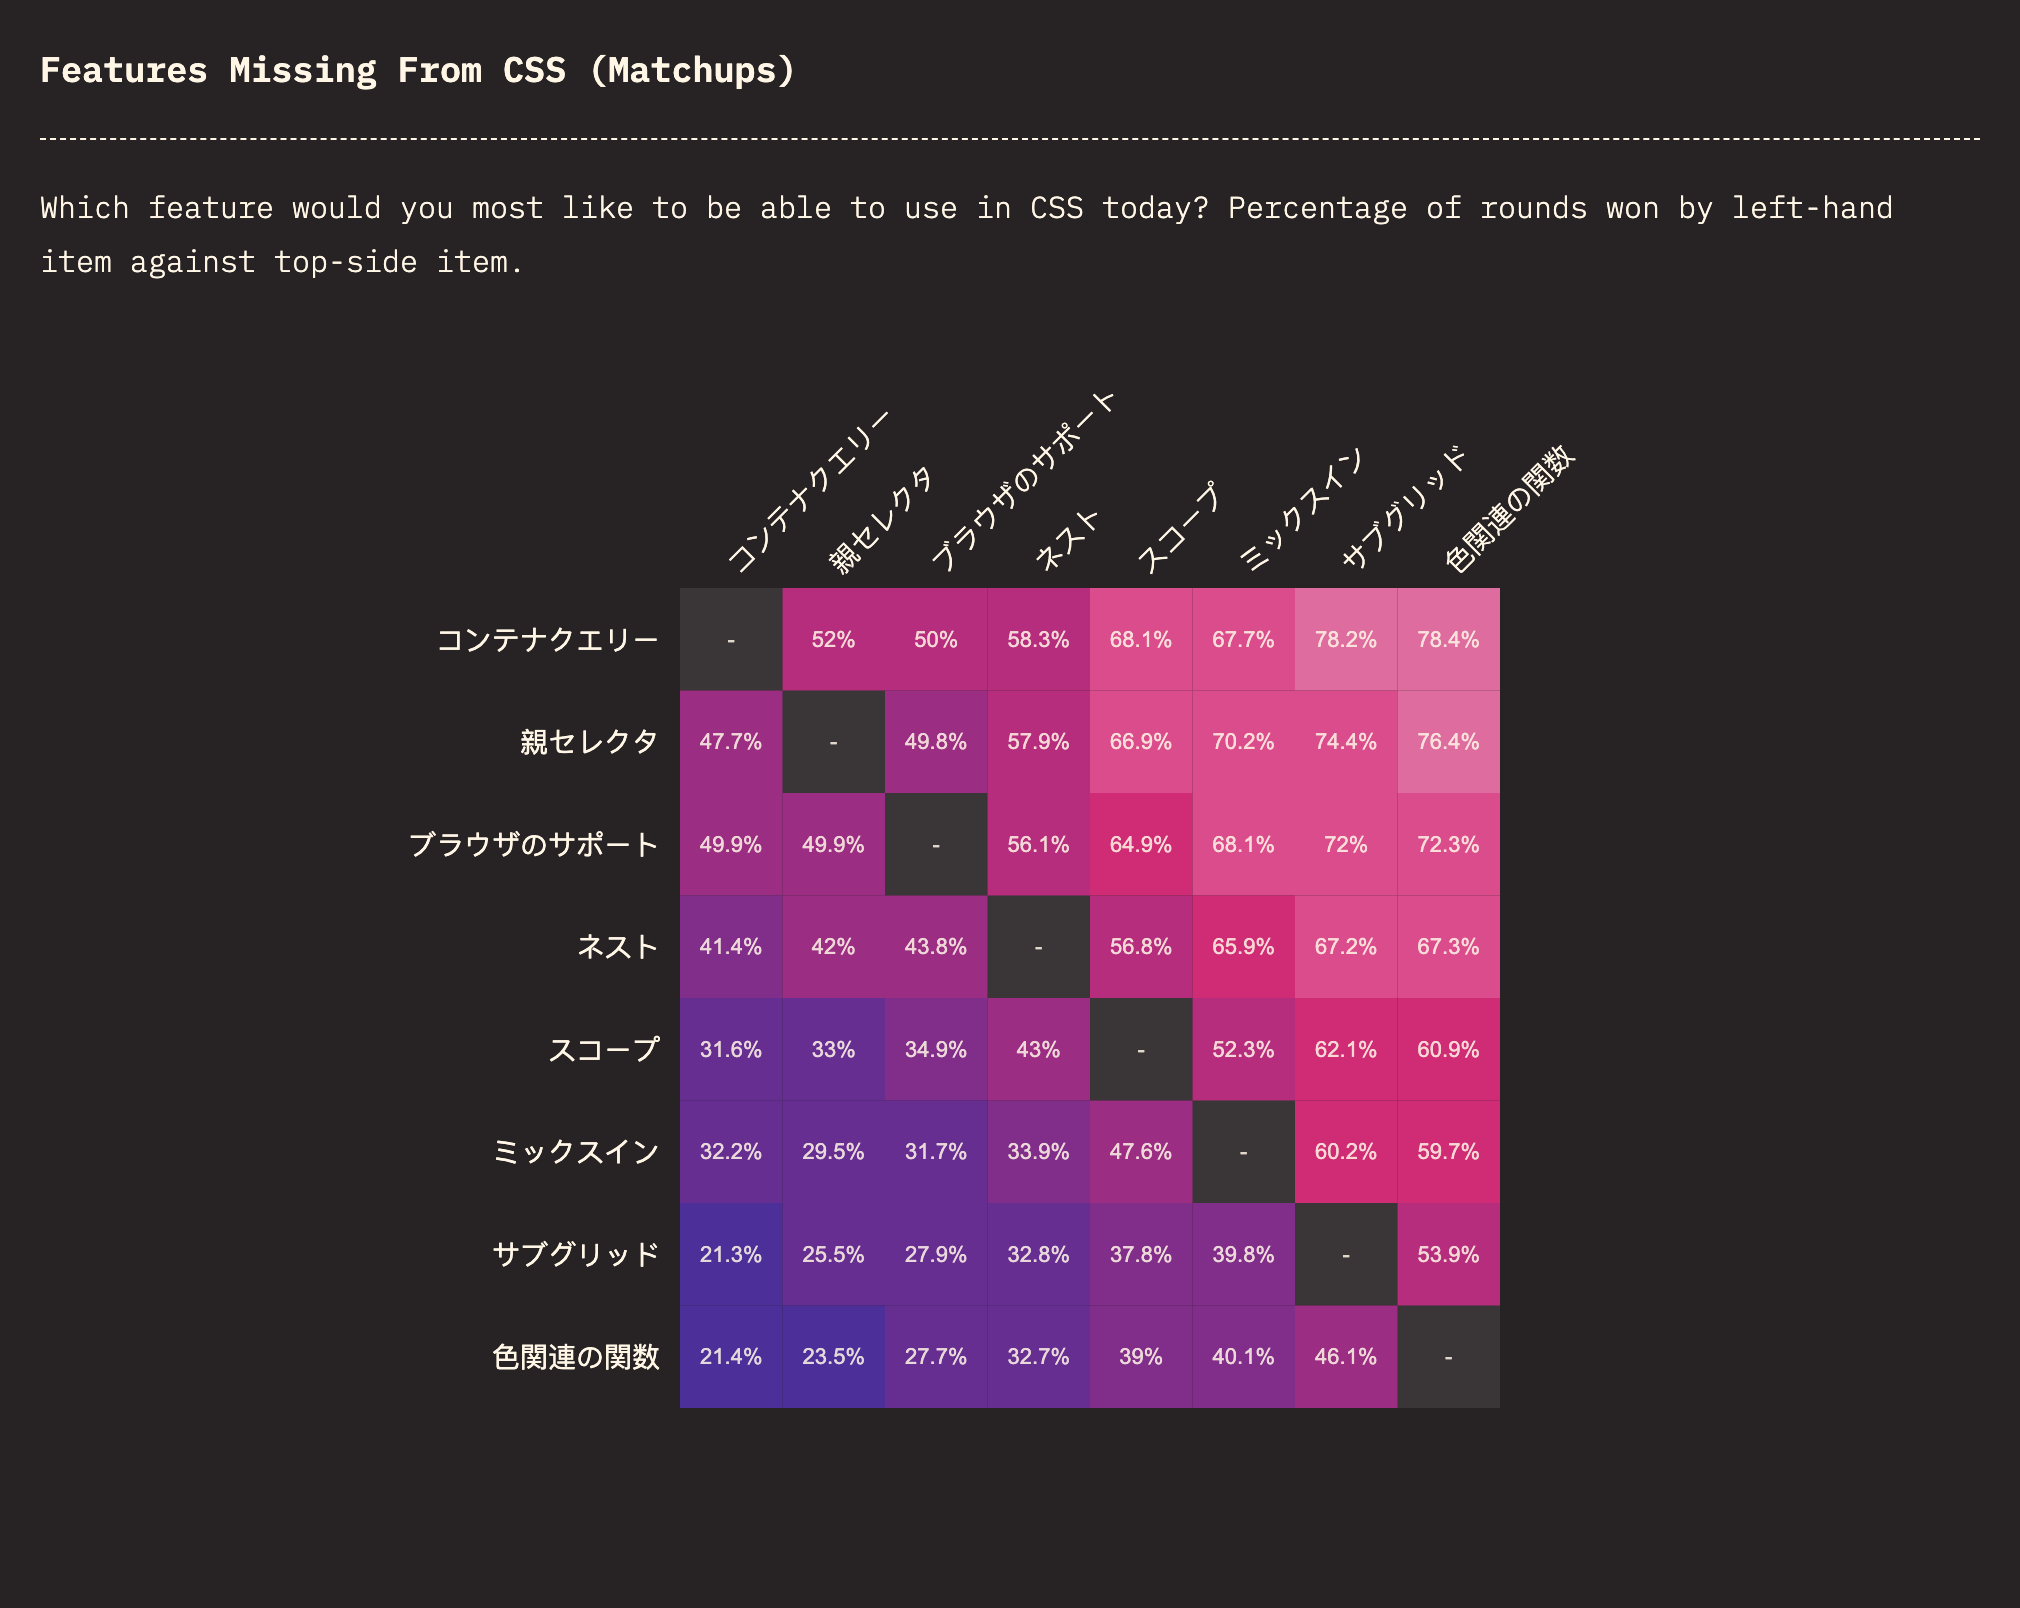 Features Missing From CSS (Matchups)
Which feature would you most like to be able to use in CSS today? Percentage of rounds won by left-hand
item against top-side item.
コンテナクエリー 親セレクタ ブラウザのサポート ネスト スコープ ミックスイン サブグリッド 色関連の関数
コンテナクエリー - 52% 50% 58.3% 68.1% 67.7% 78.2% 78.4%
親セレクタ 47.7% - 49.8% 57.9% 66.9% 70.2% 74.4% 76.4%
ブラウザのサポート 49.9% 49.9% - 56.1% 64.9% 68.1% 72% 72.3%
ネスト 41.4% 42% 43.8% - 56.8% 65.9% 67.2% 67.3%
スコープ 31.6% 33% 34.9% 43% - 52.3% 62.1% 60.9%
ミックスイン 32.2% 29.5% 31.7% 33.9% 47.6% - 60.2% 59.7%
サブグリッド 21.3% 25.5% 27.9% 32.8% 37.8% 39.8% - 53.9%
色関連の関数 21.4% 23.5% 27.7% 32.7% 39% 40.1% 46.1% -